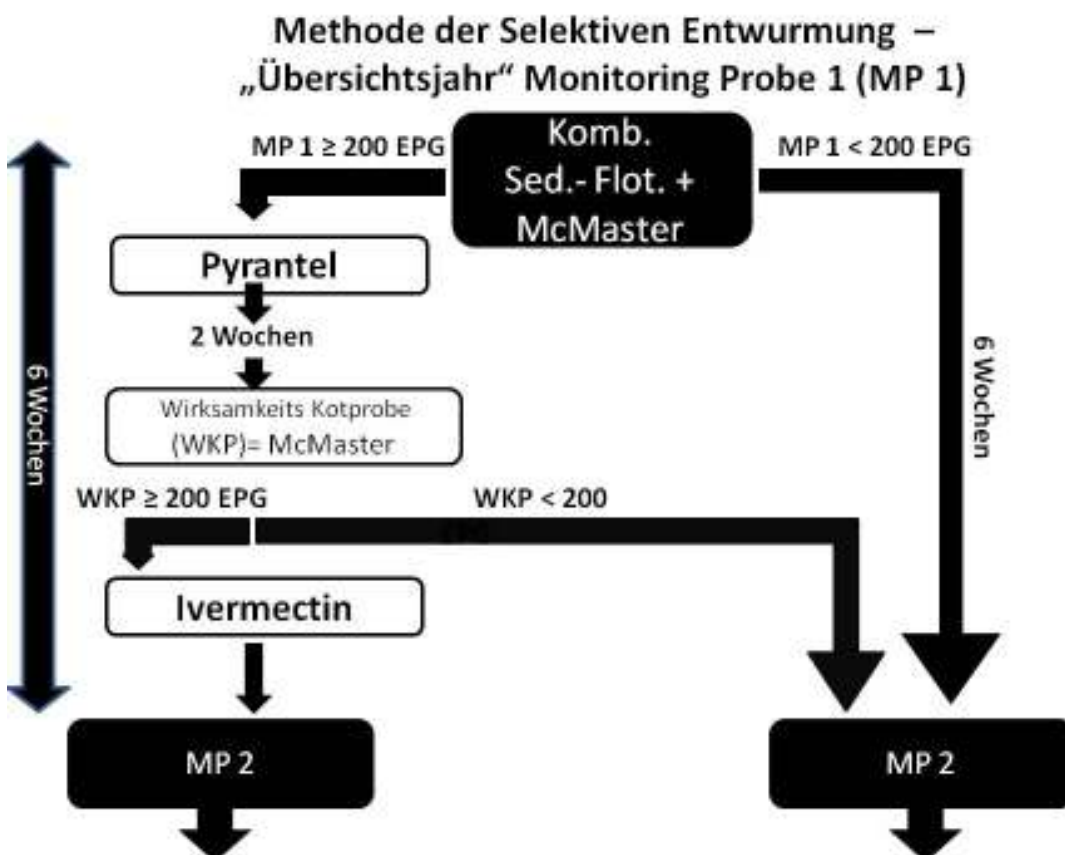 Methode der Selektiven Entwurmung –
„Übersichtsjahr“ Monitoring Probe 1 (MP 1)
MP 1 ≥ 200 EPG
Komb.
Sed.- Flot. +
McMaster
MP 1 < 200 EPG
Pyrantel
2 Wochen
6 Wochen
6 Wochen
Wirksamkeits Kotprobe
(WKP)= McMaster
WKP ≥ 200 EPG
WKP < 200
Ivermectin
MP 2
MP 2